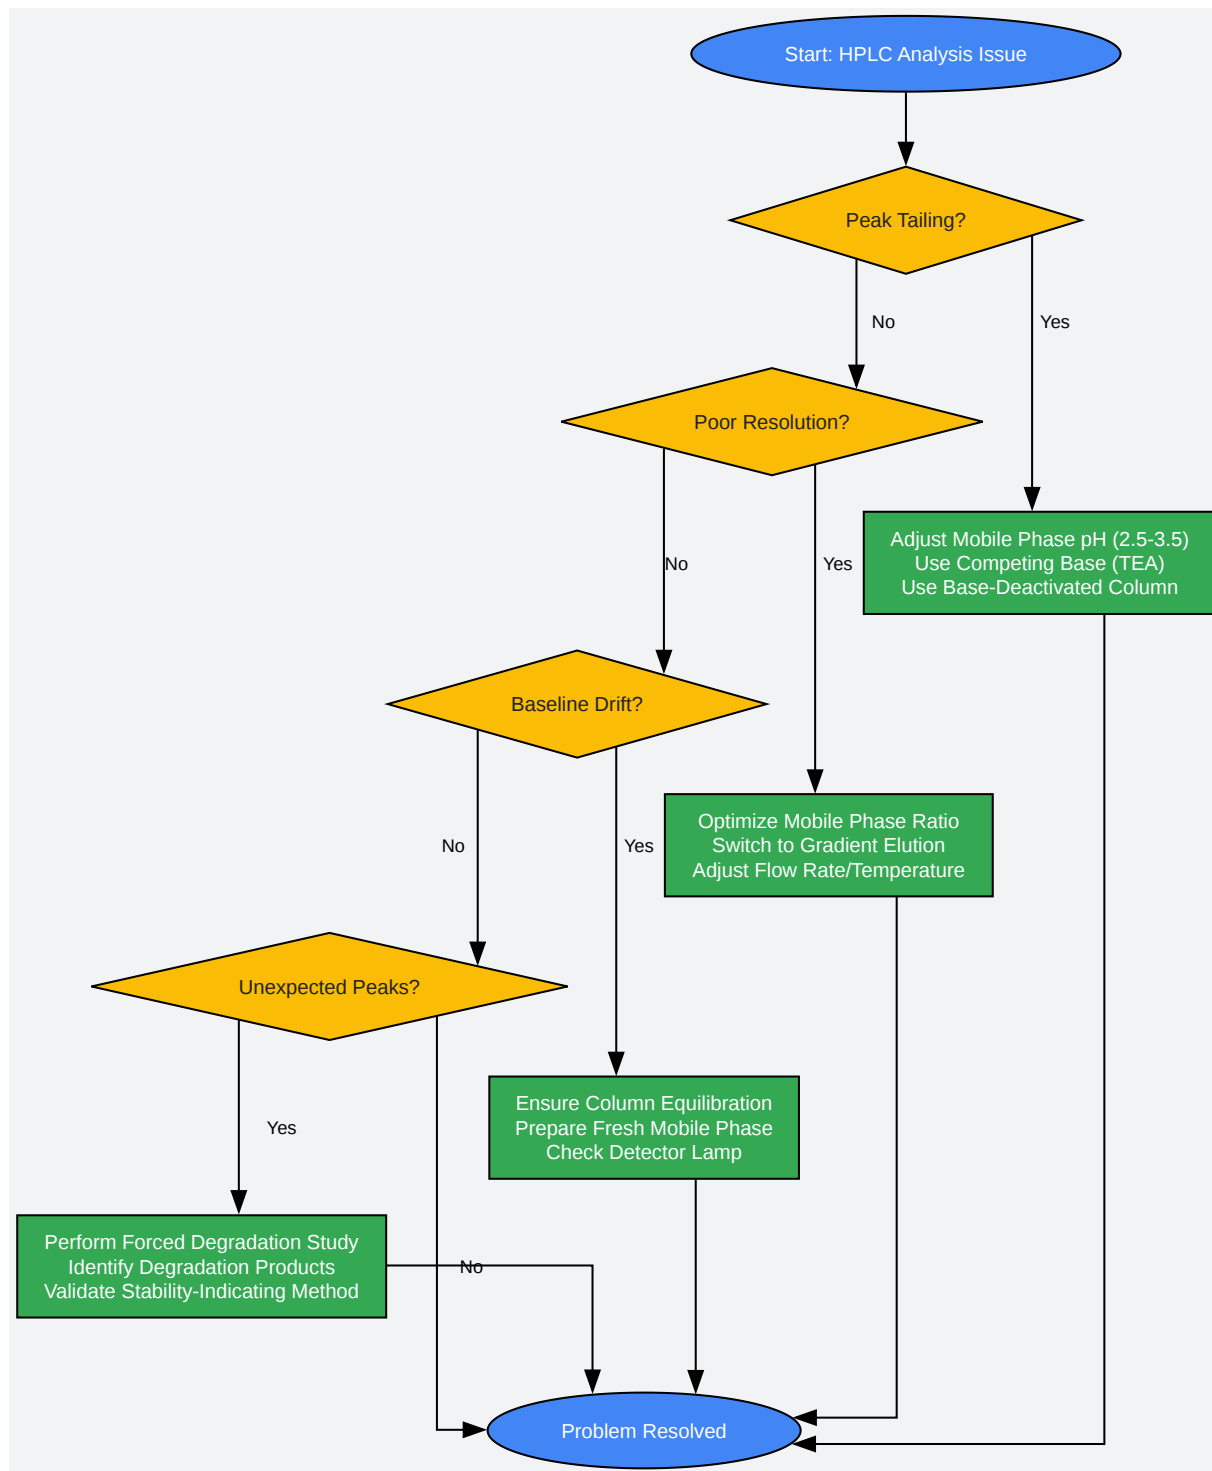 Start: HPLC Analysis Issue
Peak Tailing?
No
Yes
Poor Resolution?
Adjust Mobile Phase pH (2.5-3.5)
Use Competing Base (TEA)
Use Base-Deactivated Column
No
Yes
Baseline Drift?
Optimize Mobile Phase Ratio
Switch to Gradient Elution
Adjust Flow Rate/Temperature
No
Yes
Unexpected Peaks?
Ensure Column Equilibration
Prepare Fresh Mobile Phase
Check Detector Lamp
Yes
Perform Forced Degradation Study
Identify Degradation Products
Validate Stability-Indicating Method
No
Problem Resolved